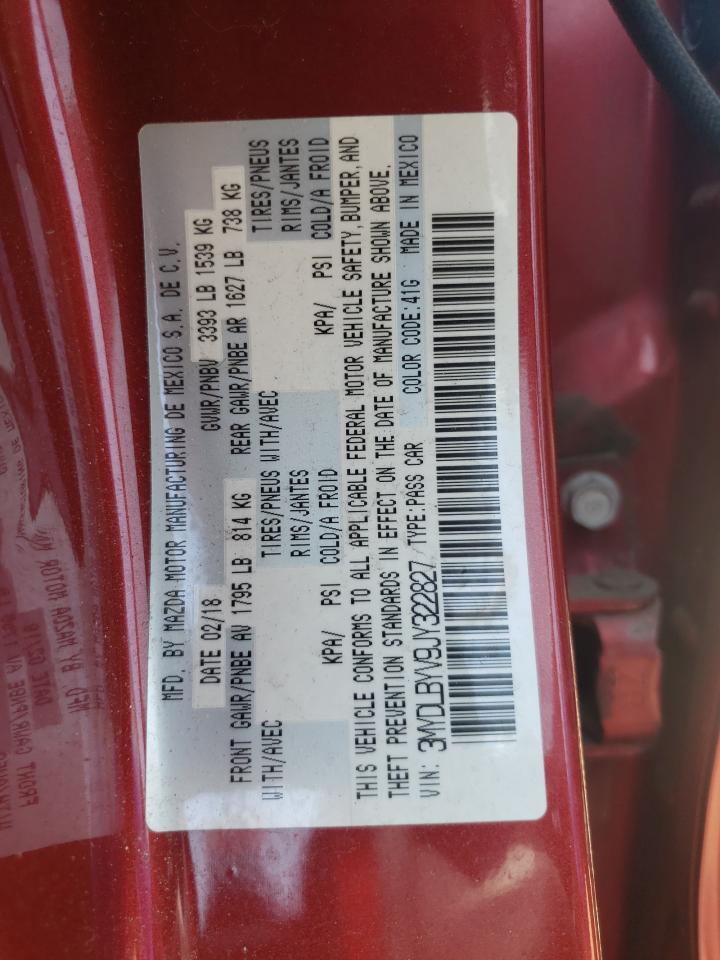 MFD. BY MAZDA MOTOR MANUFACTURING DE MEXICO S.A. DE C.V.
DATE 02/18 GVWR/PNBV 3393 LB 1539 KG
FRONT GAWR/PNBE AV 1795 LB 814 KG REAR GAWR/PNBE AR 1627 LB 738 KG
WITH/AVEC TIRES/PNEUS WITH/AVEC TIRES/PNEUS
RIMS/JANTES RIMS/JANTES
KPA/ PSI COLD/A FROID KPA/ PSI COLD/A FROID
THIS VEHICLE CONFORMS TO ALL APPLICABLE FEDERAL MOTOR VEHICLE SAFETY, BUMPER, AND
THEFT PREVENTION STANDARDS IN EFFECT ON THE DATE OF MANUFACTURE SHOWN ABOVE.
VIN: 3MYDLBYV9JY322827 TYPE:PASS CAR COLOR CODE:41G MADE IN MEXICO